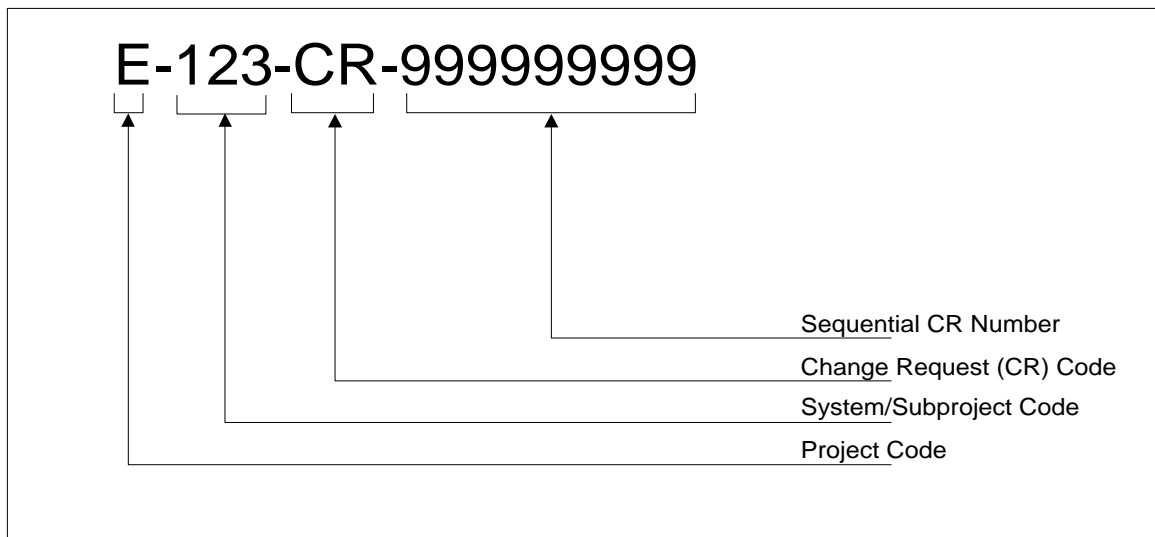 E-123-CR-999999999
Sequential CR Number
Change Request (CR) Code
System/Subproject Code
Project Code